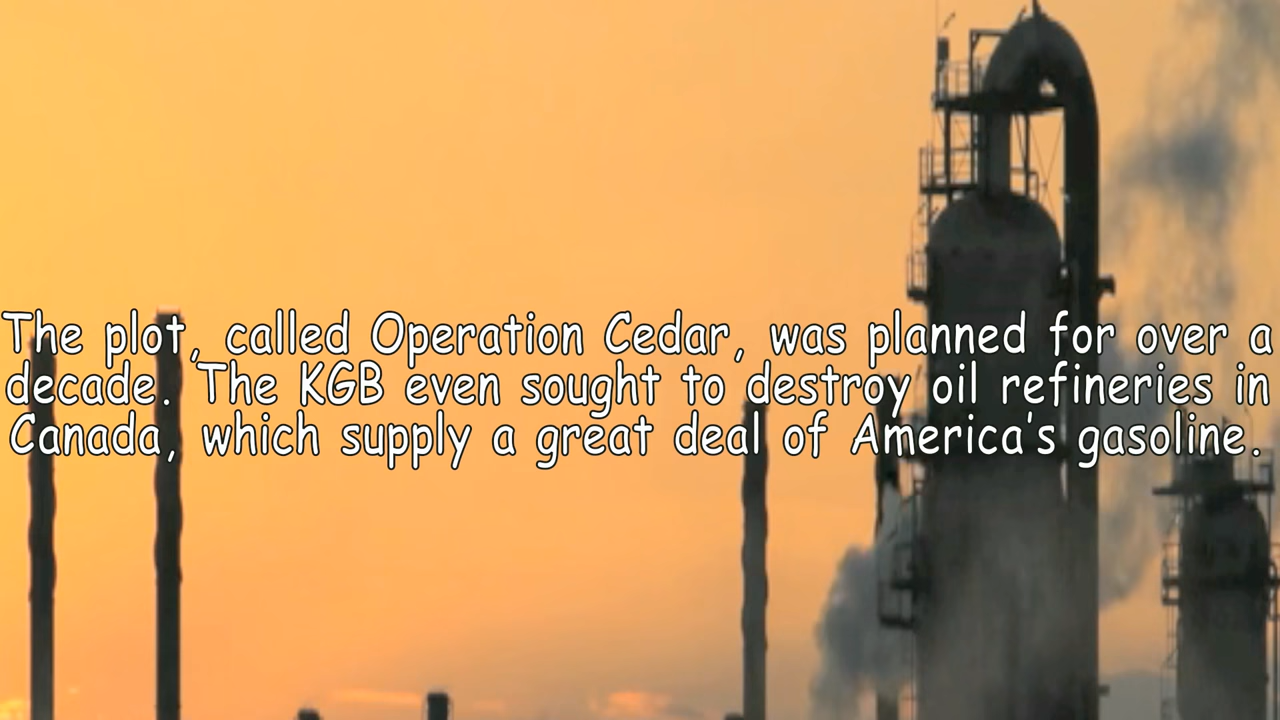 The plot, called Operation Cedar, was planned for over a
decade. The KGB even sought to destroy oil refineries in
Canada, which supply a great deal of America's gasoline.